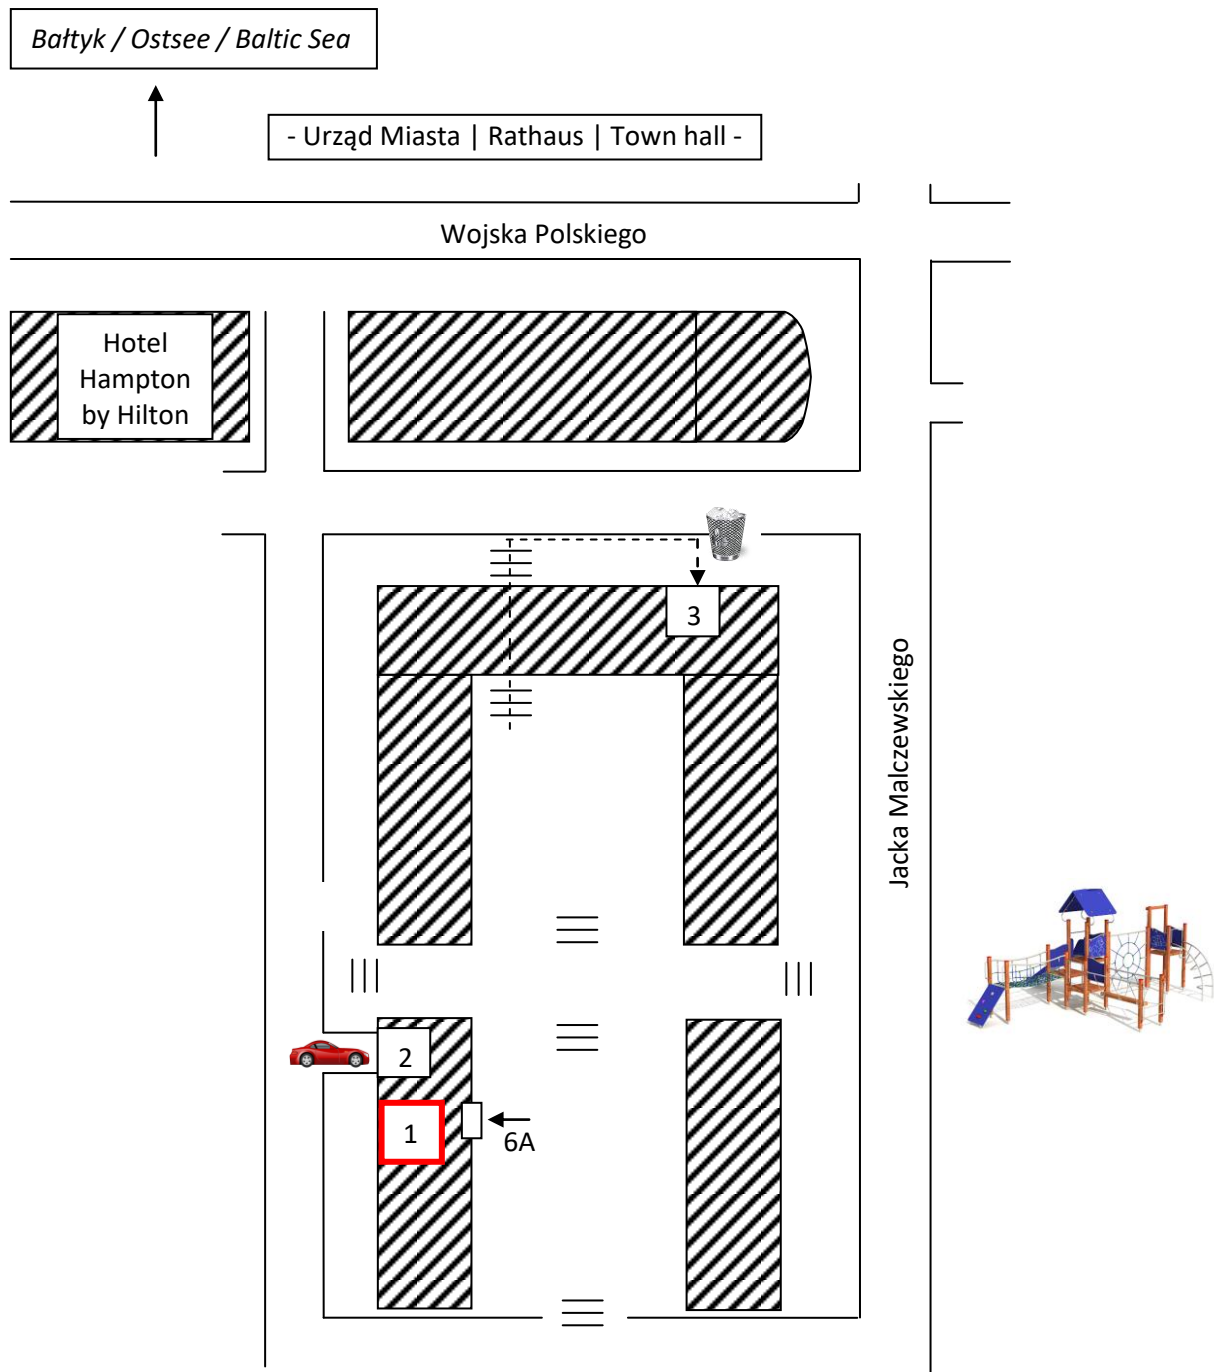 Bałtyk / Ostsee / Baltic Sea
- Urząd Miasta | Rathaus | Town hall -
Wojska Polskiego
Hotel
Hampton
by Hilton
3
Jacka Malczewskiego
2
1
6A